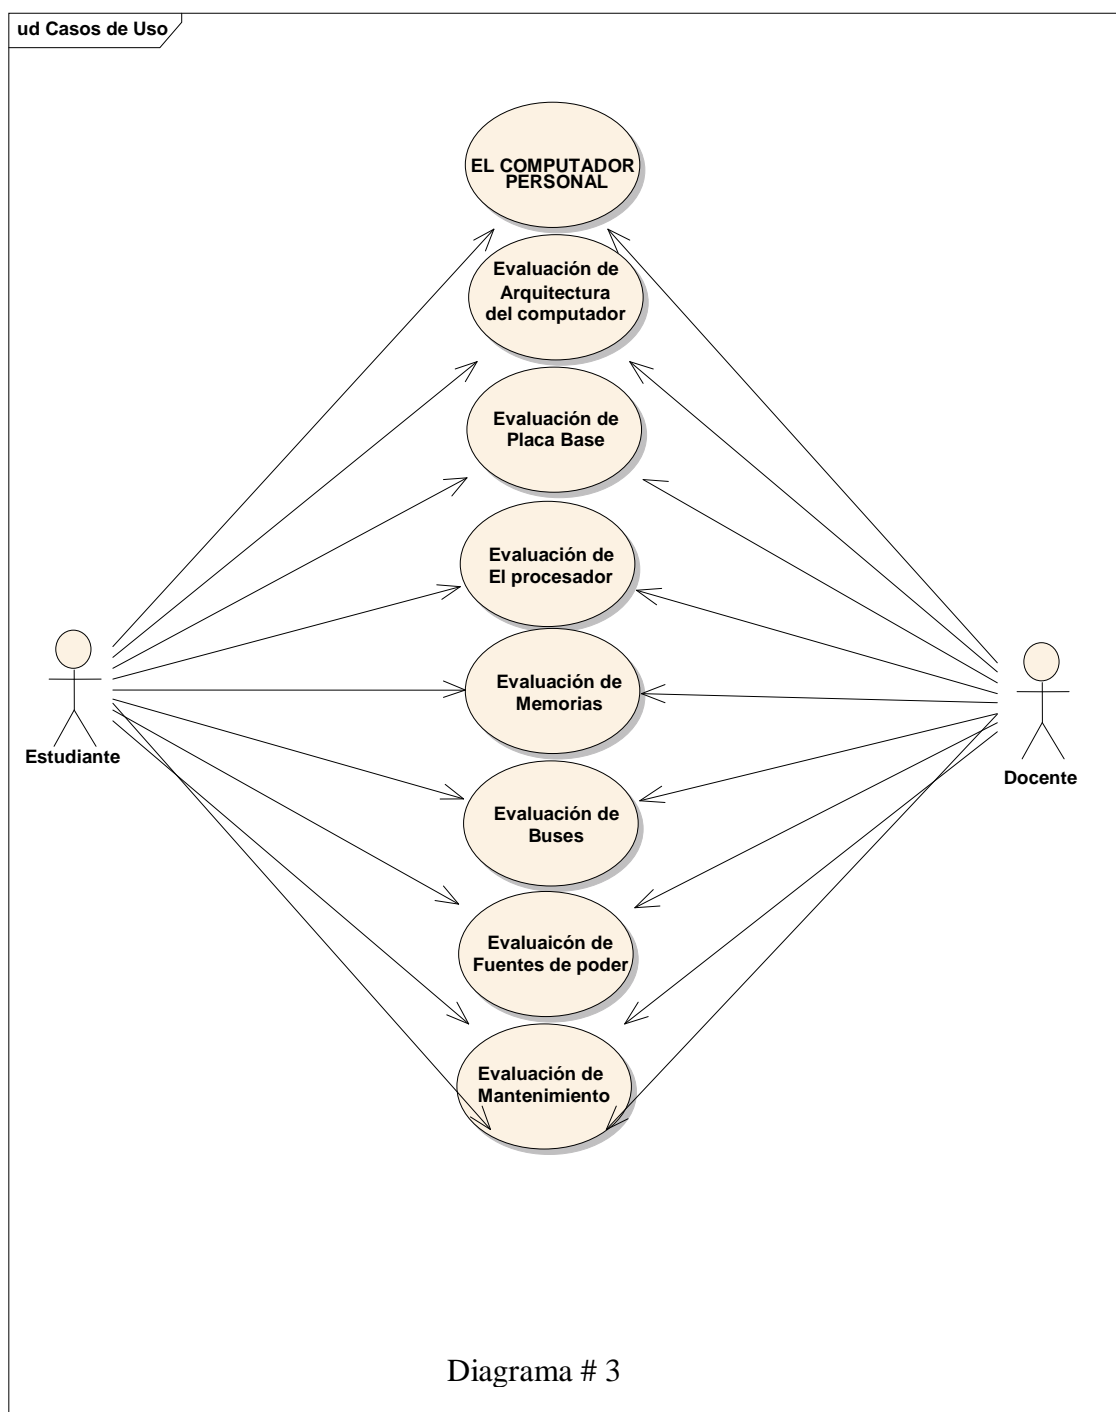 ud Casos de Uso
EL COMPUTADOR
PERSONAL
Evaluación de
Arquitectura
del computador
Evaluación de
Placa Base
Evaluación de
El procesador
Evaluación de
Memorias
Estudiante
Docente
Evaluación de
Buses
Evaluaicón de
Fuentes de poder
Evaluación de
Mantenimiento
Diagrama # 3